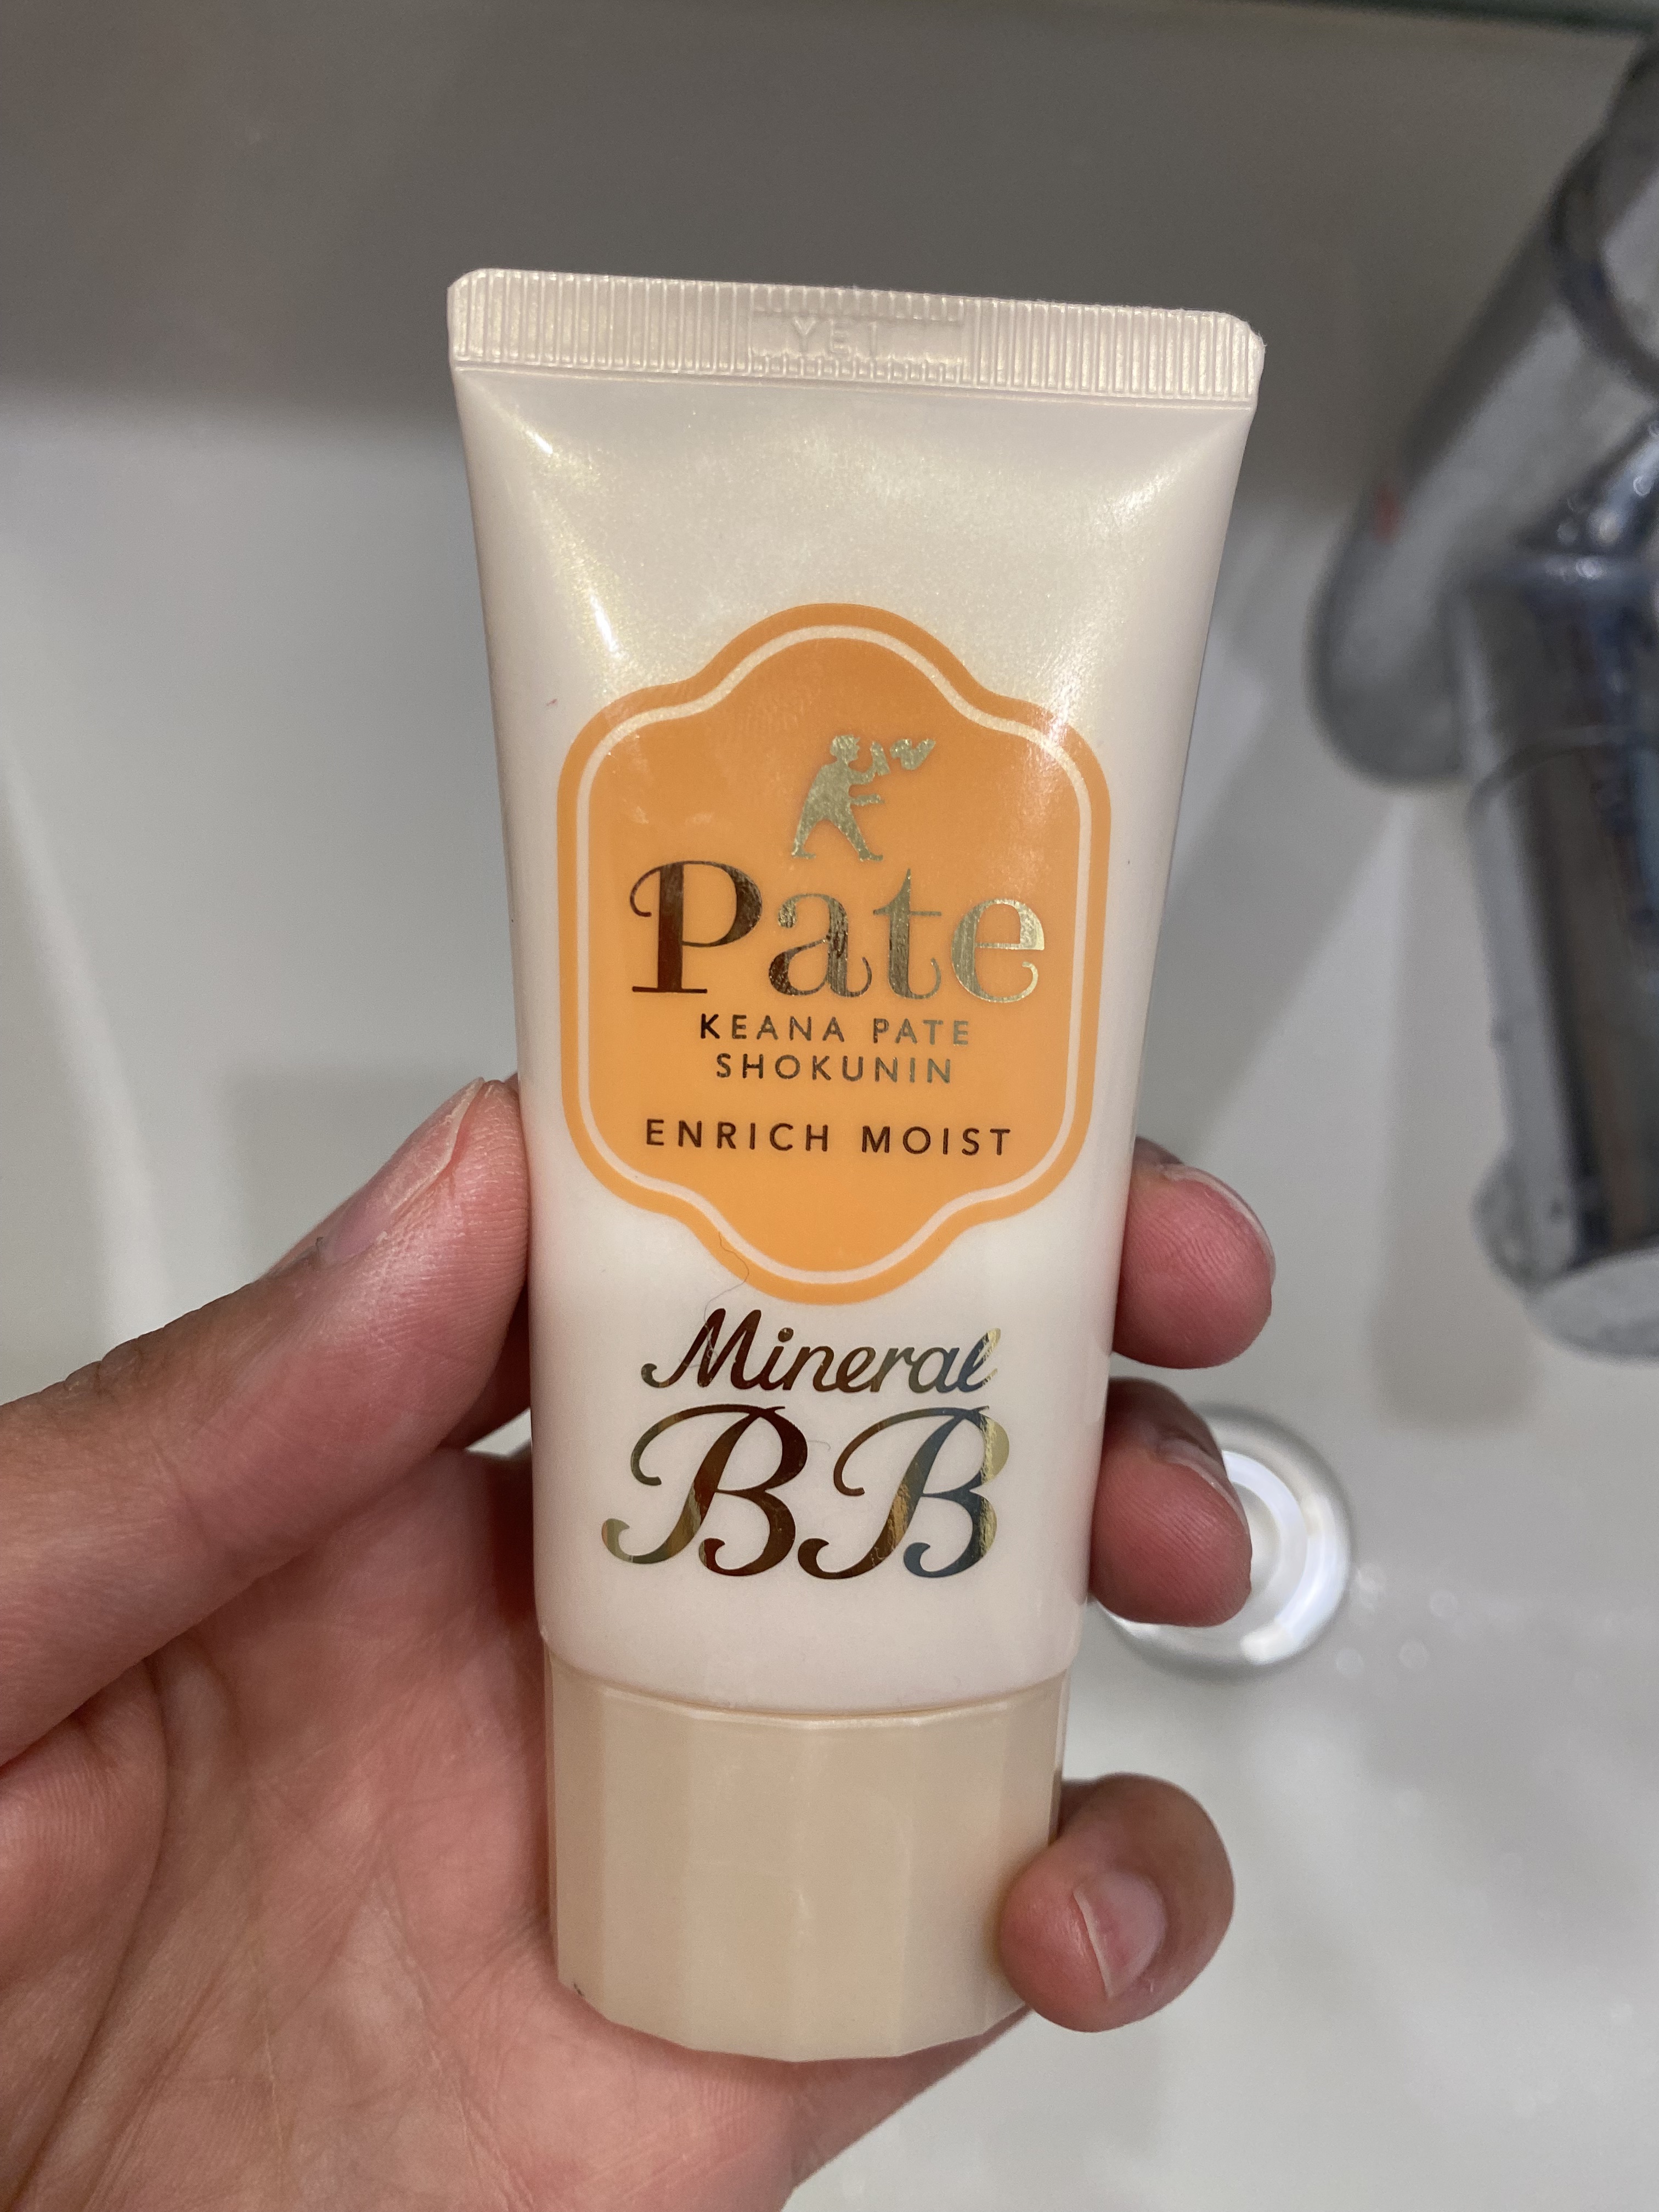 Pate
KEANA PATE
SHOKUNIN
ENRICH MOIST
Mineral
BB